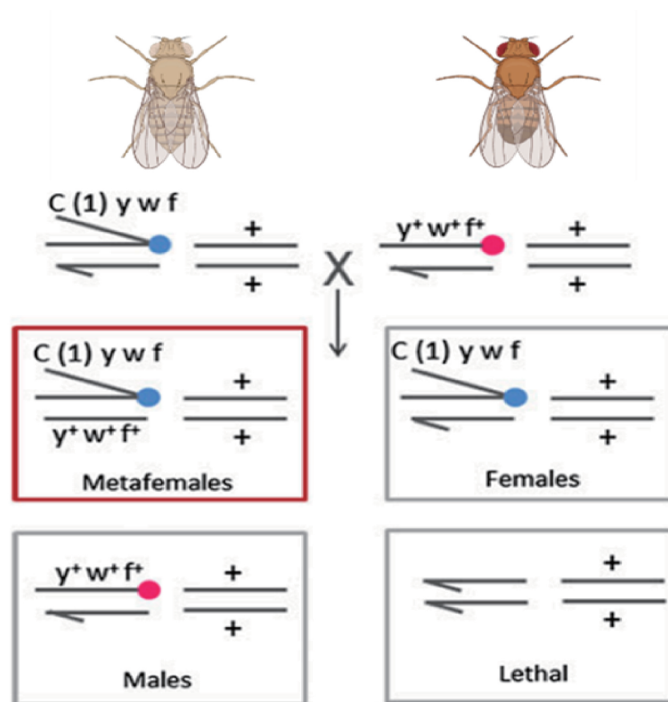 C (1) y w f
+
+
X
y⁺ w⁺ f⁺
+
+
C (1) y w f
+
y⁺ w⁺ f⁺
+
Metafemales
C (1) y w f
+
+
Females
y⁺ w⁺ f⁺
+
+
Males
+
+
Lethal